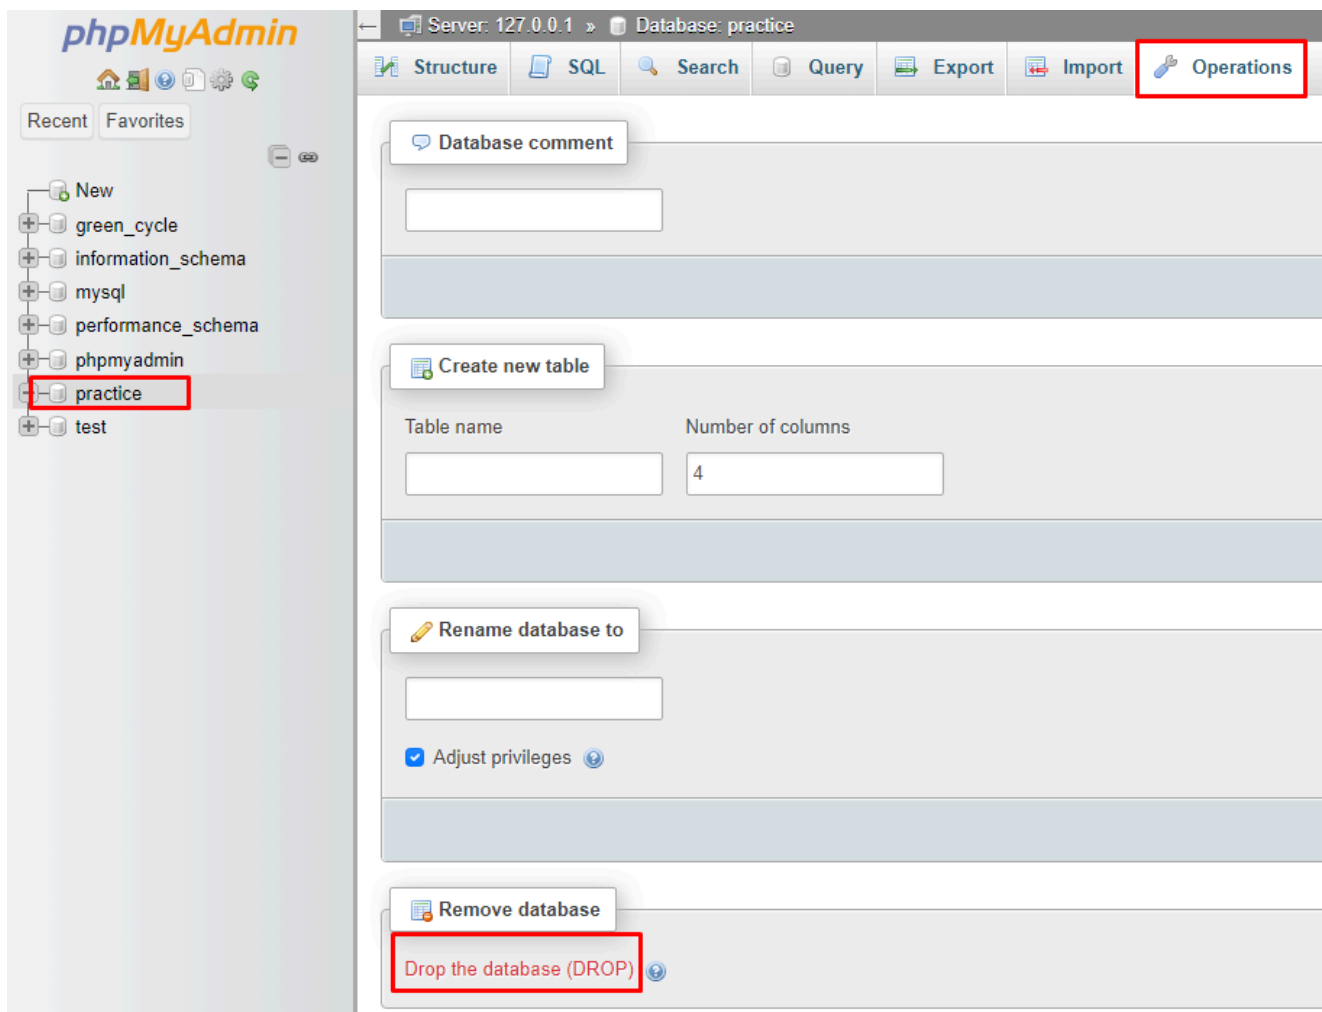 phpMyAdmin
Recent Favorites
New
green_cycle
information_schema
mysql
performance_schema
phpmyadmin
practice
test
Server: 127.0.0.1 » Database: practice
Structure SQL Search Query Export Import Operations
Database comment
Create new table
Table name Number of columns
4
Rename database to
Adjust privileges
Remove database
Drop the database (DROP)